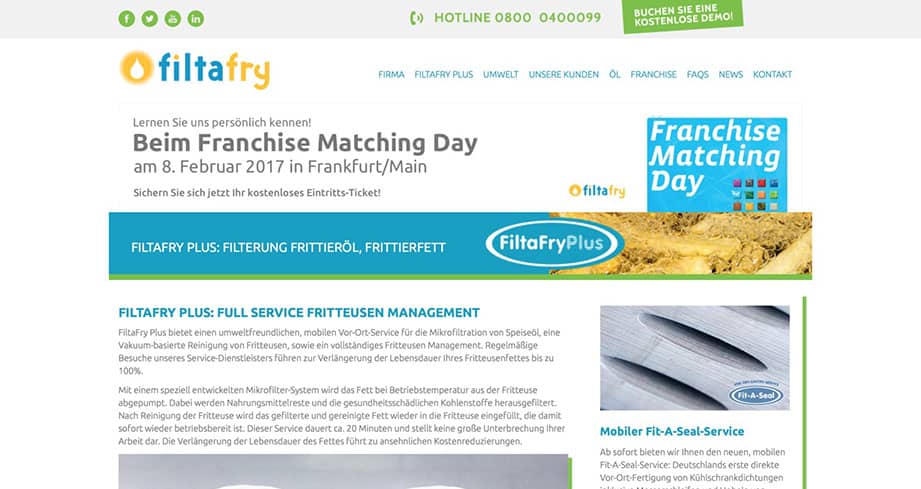 HOTLINE 0800 0400099
BUCHEN SIE EINE
KOSTENLOSE DEMO!
filtafry
FIRMA FILTAFRY PLUS UMWELT UNSERE KUNDEN ÖL FRANCHISE FAQS NEWS KONTAKT
Lernen Sie uns persönlich kennen!
Beim Franchise Matching Day
am 8. Februar 2017 in Frankfurt/Main
Sichern Sie sich jetzt Ihr kostenloses Eintritts-Ticket!
filtafry
Franchise
Matching
Day
FILTAFRY PLUS: FILTERUNG FRITTIERÖL, FRITTIERFETT
FiltaFryPlus
FILTAFRY PLUS: FULL SERVICE FRITTEUSEN MANAGEMENT
FiltaFry Plus bietet einen umweltfreundlichen, mobilen Vor-Ort-Service für die Mikrofiltration von Speiseöl, eine
Vakuum-basierte Reinigung von Fritteusen, sowie ein vollständiges Fritteusen Management. Regelmäßige
Besuche unseres Service-Dienstleisters führen zur Verlängerung der Lebensdauer Ihres Fritteusenfettes bis zu
100%.
Mit einem speziell entwickelten Mikrofilter-System wird das Fett bei Betriebstemperatur aus der Fritteuse
abgepumpt. Dabei werden Nahrungsmittelreste und die gesundheitsschädlichen Kohlenstoffe herausgefiltert.
Nach Reinigung der Fritteuse wird das gefilterte und gereinigte Fett wieder in die Fritteuse eingefüllt, die damit
sofort wieder betriebsbereit ist. Dieser Service dauert ca. 20 Minuten und stellt keine große Unterbrechung Ihrer
Arbeit dar. Die Verlängerung der Lebensdauer des Fettes führt zu ansehnlichen Kostenreduzierungen.
Fit-A-Seal
Mobiler Fit-A-Seal-Service
Ab sofort bieten wir Ihnen den neuen, mobilen
Fit-A-Seal-Service: Deutschlands erste direkte
Vor-Ort-Fertigung von Kühlschrankdichtungen